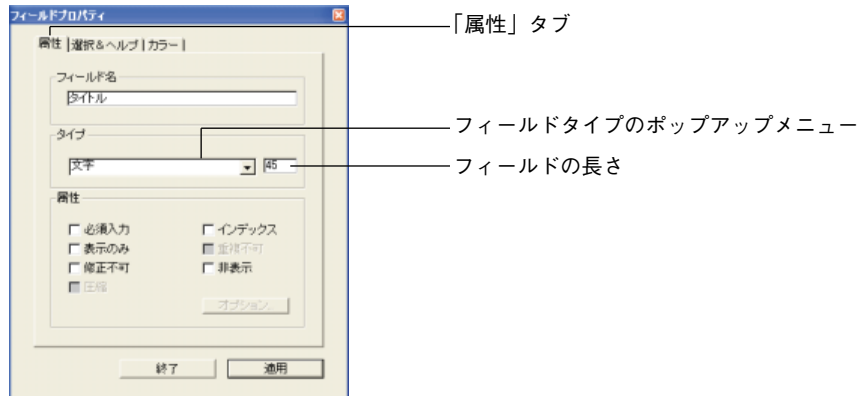 フィールドプロパティ
「属性」タブ
属性 選択&ヘルプ カラー
フィールド名
タイトル
タイプ
フィールドタイプのポップアップメニュー
文字 45
フィールドの長さ
属性
必須入力 インデックス
表示のみ 重複不可
修正不可 非表示
圧縮
オプション...
終了 適用